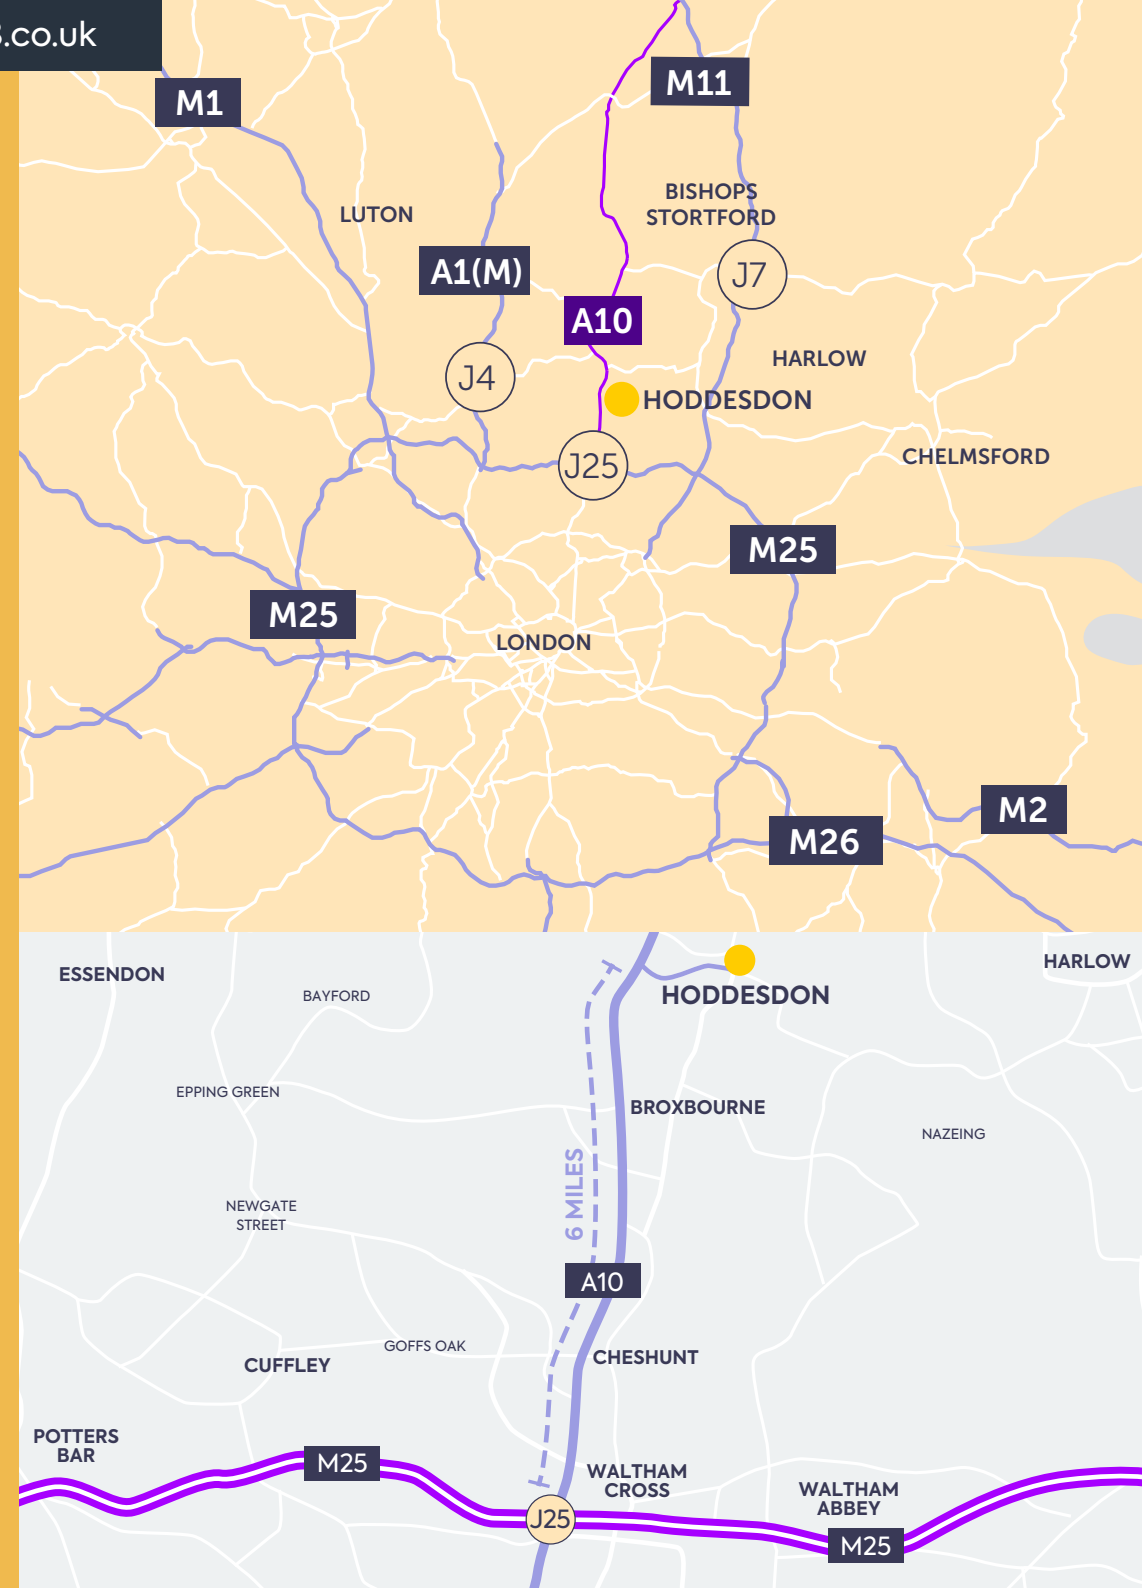 .co.uk
M1
M11
BISHOPS
STORTFORD
LUTON
A1(M)
J7
A10
J4
HARLOW
HODDESDON
J25
CHELMSFORD
M25
M25
LONDON
M2
M26
ESSENDON
HARLOW
BAYFORD
HODDESDON
EPPING GREEN
BROXBOURNE
NAZEING
6 MILES
NEWGATE
STREET
A10
GOFFS OAK
CUFFLEY
CHESHUNT
POTTERS
BAR
M25
WALTHAM
CROSS
WALTHAM
ABBEY
J25
M25